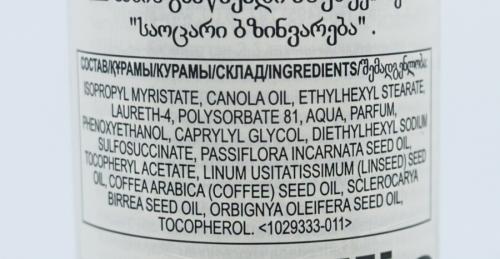 "საოცარი ბზინვარება" .
СОСТАВ/ҚҰРАМЫ/КУРАМЫ/СКЛАД/INGREDIENTS/შემადგენლობა:
ISOPROPYL MYRISTATE, CANOLA OIL, ETHYLHEXYL STEARATE,
LAURETH-4, POLYSORBATE 81, AQUA, PARFUM,
PHENOXYETHANOL, CAPRYLYL GLYCOL, DIETHYLHEXYL SODIUM
SULFOSUCCINATE, PASSIFLORA INCARNATA SEED OIL,
TOCOPHERYL ACETATE, LINUM USITATISSIMUM (LINSEED) SEED
OIL, COFFEA ARABICA (COFFEE) SEED OIL, SCLEROCARYA
BIRREA SEED OIL, ORBIGNYA OLEIFERA SEED OIL,
TOCOPHEROL. <1029333-011>